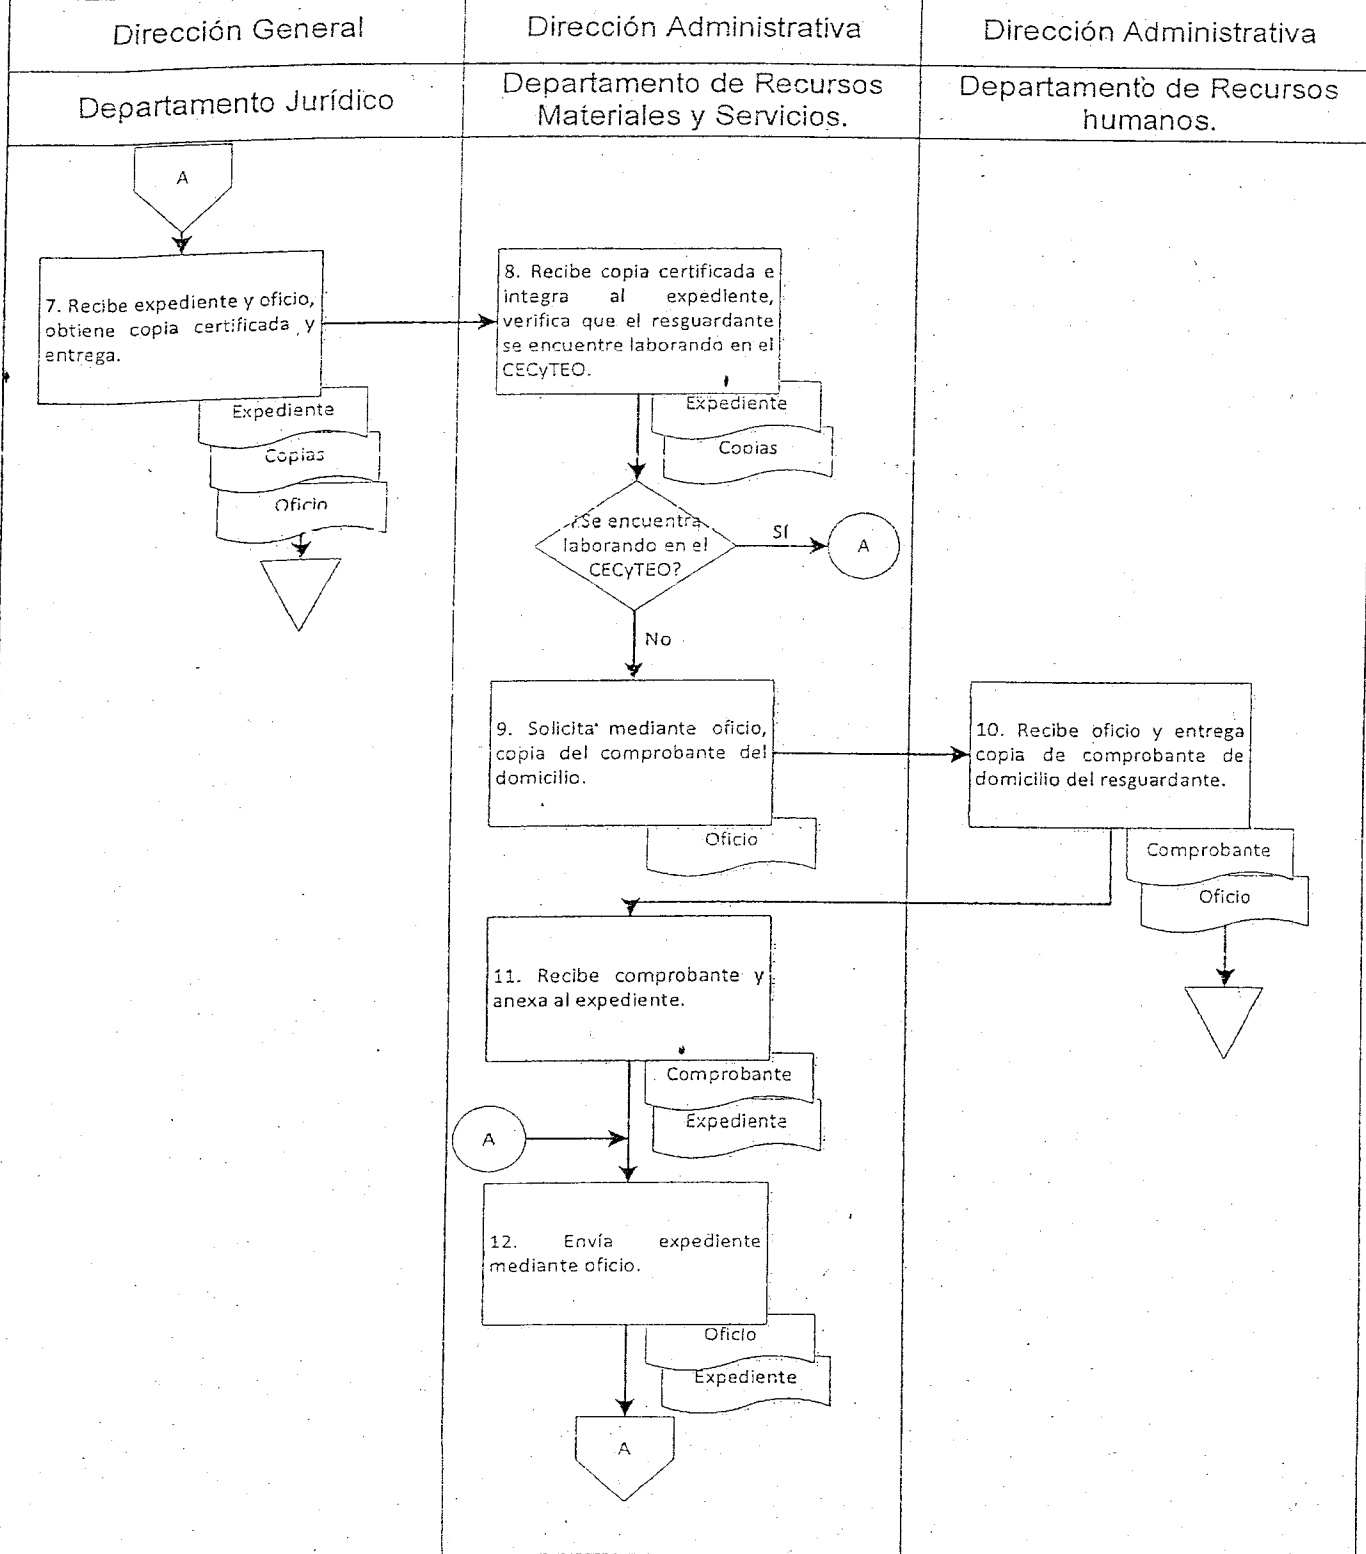 Dirección General
Dirección Administrativa
Dirección Administrativa
Departamento Jurídico
Departamento de Recursos
Materiales y Servicios.
Departamento de Recursos
humanos.
A
7. Recibe expediente y oficio,
obtiene copia certificada y
entrega.
Expediente
Copias
Oficio
8. Recibe copia certificada e
integra al expediente,
verifica que el resguardante
se encuentre laborando en el
CECyTEO.
Expediente
Copias
¿Se encuentra
laborando en el
CECyTEO?
SÍ
A
No
9. Solicita mediante oficio,
copia del comprobante del
domicilio.
Oficio
10. Recibe oficio y entrega
copia de comprobante de
domicilio del resguardante.
Comprobante
Oficio
11. Recibe comprobante y
anexa al expediente.
Comprobante
Expediente
A
12. Envía expediente
mediante oficio.
Oficio
Expediente
A